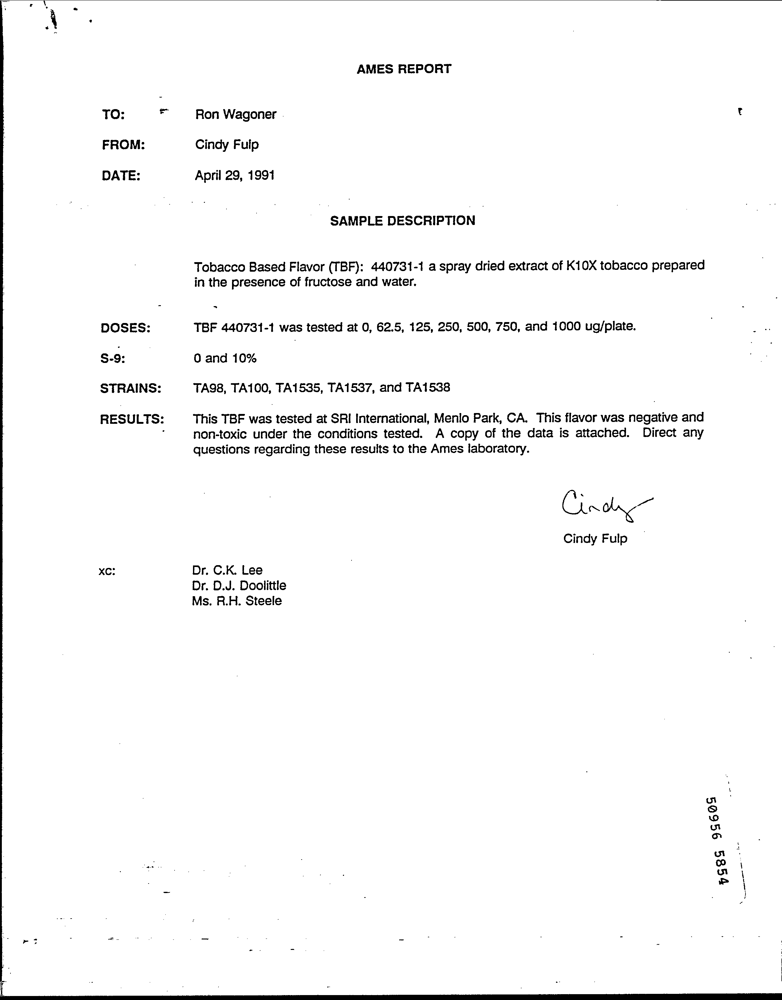 AMES REPORT
TO: Ron Wagoner
FROM: Cindy Fulp
DATE: April 29, 1991
SAMPLE DESCRIPTION
Tobacco Based Flavor (TBF): 440731-1 a spray dried extract of K10X tobacco prepared
in the presence of fructose and water.
DOSES: TBF 440731-1 was tested at 0, 62.5, 125, 250, 500, 750, and 1000 ug/plate.
S-9: 0 and 10%
STRAINS: TA98, TA100, TA1535, TA1537, and TA1538
RESULTS: This TBF was tested at SRI International, Menlo Park, CA. This flavor was negative and
non-toxic under the conditions tested. A copy of the data is attached. Direct any
questions regarding these results to the Ames laboratory.
Cindy
Cindy Fulp
xc: Dr. C.K. Lee
Dr. D.J. Doolittle
Ms. R.H. Steele
50956 5854